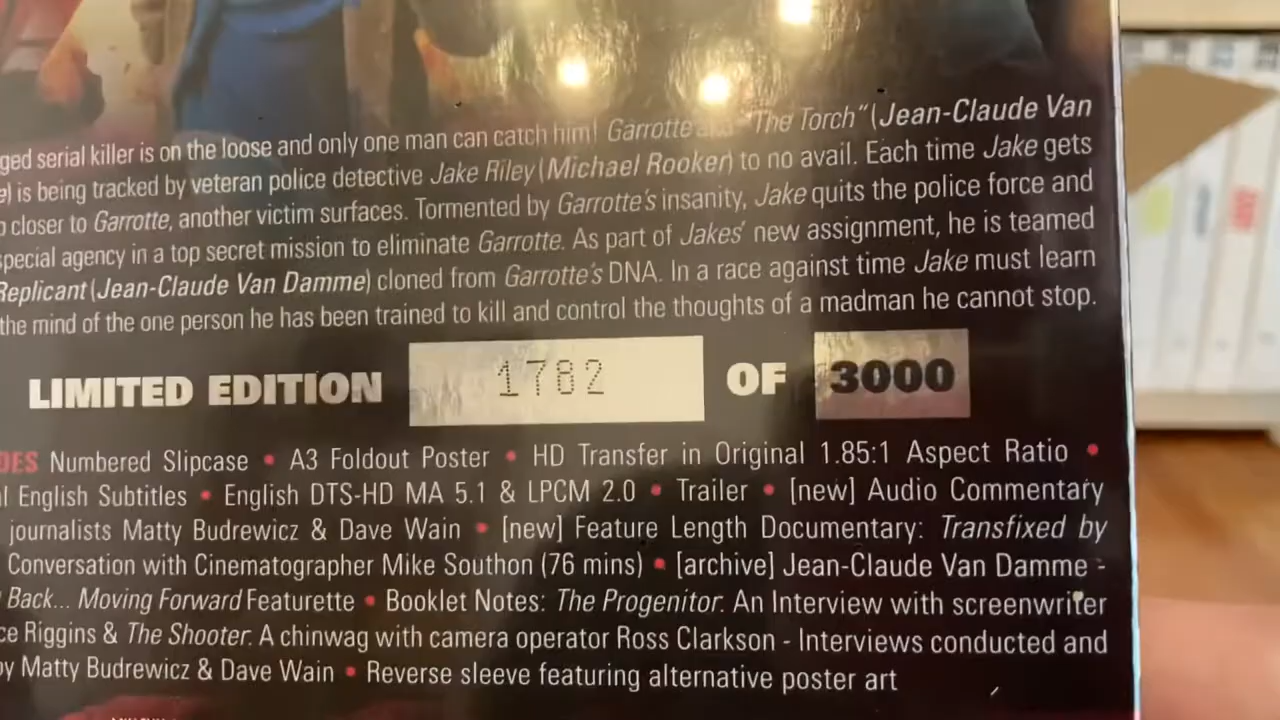 ged serial killer is on the loose and only one man can catch him! Garrotte aka "The Torch" (Jean-Claude Van
e) is being tracked by veteran police detective Jake Riley (Michael Rooker) to no avail. Each time Jake gets
closer to Garrotte, another victim surfaces. Tormented by Garrotte's insanity, Jake quits the police force and
special agency in a top secret mission to eliminate Garrotte. As part of Jakes' new assignment, he is teamed
Replicant (Jean-Claude Van Damme) cloned from Garrotte's DNA. In a race against time Jake must learn
the mind of the one person he has been trained to kill and control the thoughts of a madman he cannot stop.
LIMITED EDITION 1782 OF 3000
DES Numbered Slipcase • A3 Foldout Poster • HD Transfer in Original 1.85:1 Aspect Ratio •
l English Subtitles • English DTS-HD MA 5.1 & LPCM 2.0 • Trailer • [new] Audio Commentary
journalists Matty Budrewicz & Dave Wain • [new] Feature Length Documentary: Transfixed by
Conversation with Cinematographer Mike Southon (76 mins) • [archive] Jean-Claude Van Damme -
Back... Moving Forward Featurette • Booklet Notes: The Progenitor: An Interview with screenwriter
ce Riggins & The Shooter: A chinwag with camera operator Ross Clarkson - Interviews conducted and
by Matty Budrewicz & Dave Wain • Reverse sleeve featuring alternative poster art